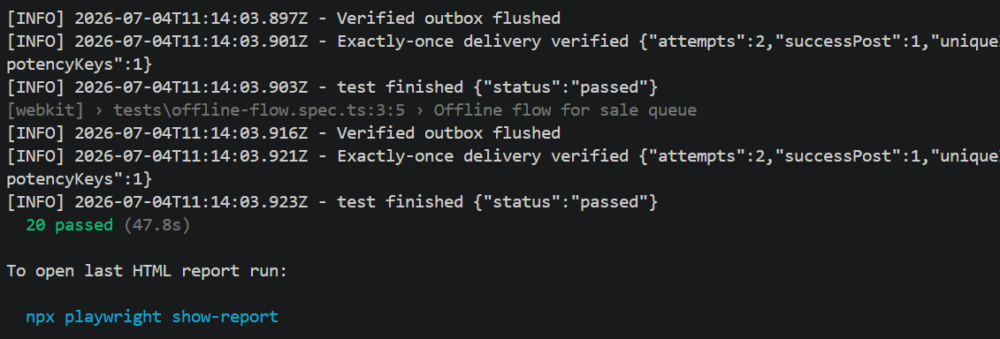 [INFO] 2026-07-04T11:14:03.897Z - Verified outbox flushed
[INFO] 2026-07-04T11:14:03.901Z - Exactly-once delivery verified {"attempts":2,"successPost":1,"unique
potencyKeys":1}
[INFO] 2026-07-04T11:14:03.903Z - test finished {"status":"passed"}
[webkit] › tests\offline-flow.spec.ts:3:5 › Offline flow for sale queue
[INFO] 2026-07-04T11:14:03.916Z - Verified outbox flushed
[INFO] 2026-07-04T11:14:03.921Z - Exactly-once delivery verified {"attempts":2,"successPost":1,"unique
potencyKeys":1}
[INFO] 2026-07-04T11:14:03.923Z - test finished {"status":"passed"}
20 passed (47.8s)
To open last HTML report run:
npx playwright show-report